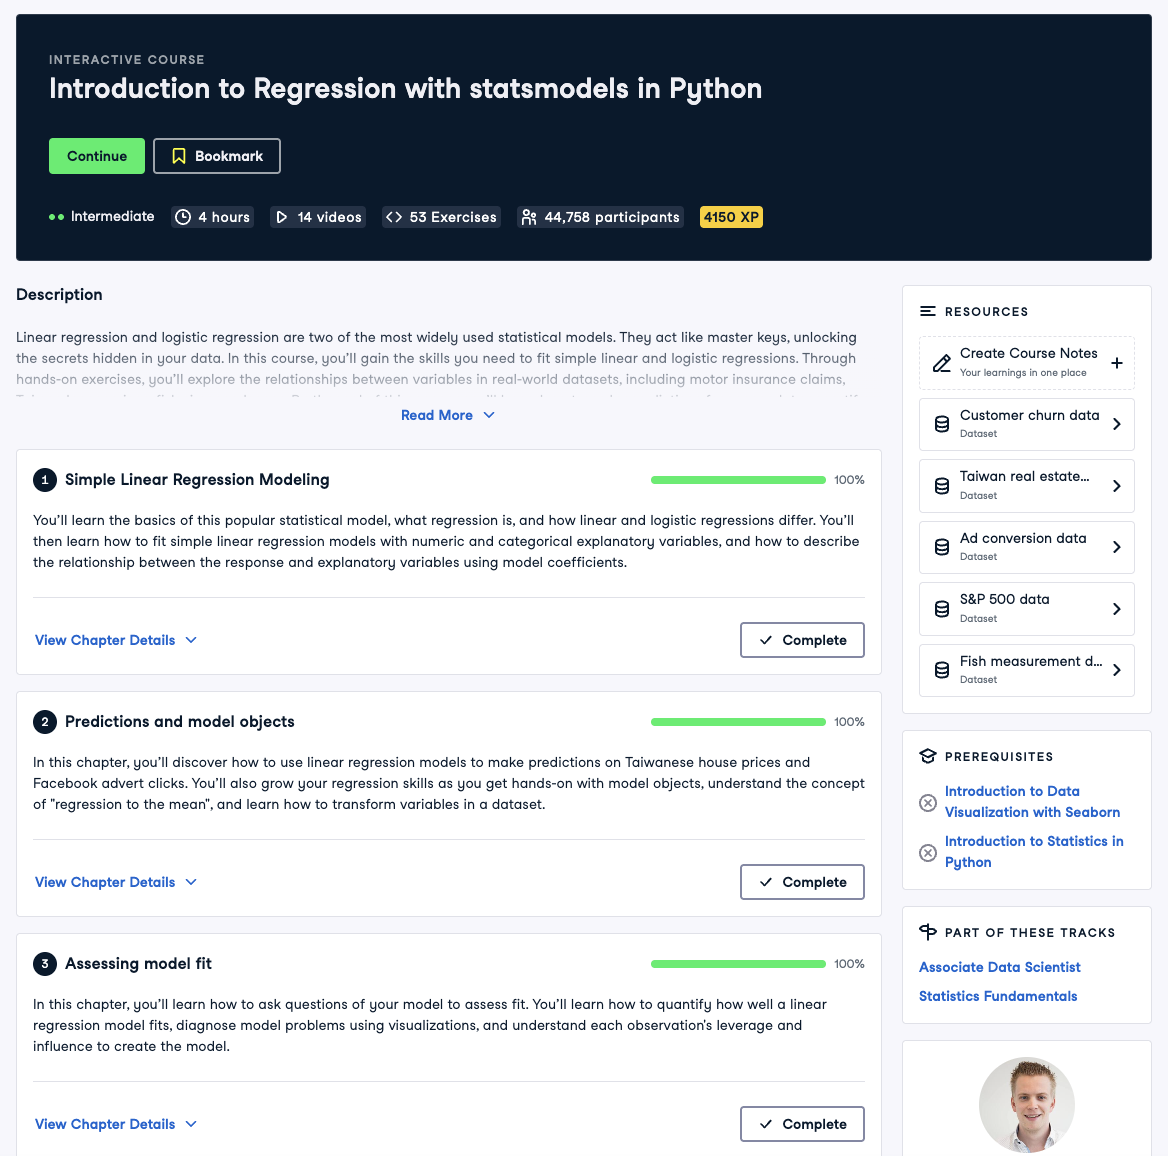 INTERACTIVE COURSE
Introduction to Regression with statsmodels in Python
Continue
Bookmark
Intermediate
4 hours
14 videos
53 Exercises
44,758 participants
4150 XP
Description
Linear regression and logistic regression are two of the most widely used statistical models. They act like master keys, unlocking
the secrets hidden in your data. In this course, you'll gain the skills you need to fit simple linear and logistic regressions. Through
hands-on exercises, you'll explore the relationships between variables in real-world datasets, including motor insurance claims,
Read More
1 Simple Linear Regression Modeling
100%
You'll learn the basics of this popular statistical model, what regression is, and how linear and logistic regressions differ. You'll
then learn how to fit simple linear regression models with numeric and categorical explanatory variables, and how to describe
the relationship between the response and explanatory variables using model coefficients.
View Chapter Details
Complete
2 Predictions and model objects
100%
In this chapter, you'll discover how to use linear regression models to make predictions on Taiwanese house prices and
Facebook advert clicks. You'll also grow your regression skills as you get hands-on with model objects, understand the concept
of "regression to the mean", and learn how to transform variables in a dataset.
View Chapter Details
Complete
3 Assessing model fit
100%
In this chapter, you'll learn how to ask questions of your model to assess fit. You'll learn how to quantify how well a linear
regression model fits, diagnose model problems using visualizations, and understand each observation's leverage and
influence to create the model.
View Chapter Details
Complete
RESOURCES
Create Course Notes
Your learnings in one place
Customer churn data
Dataset
Taiwan real estate...
Dataset
Ad conversion data
Dataset
S&P 500 data
Dataset
Fish measurement d...
Dataset
PREREQUISITES
Introduction to Data
Visualization with Seaborn
Introduction to Statistics in
Python
PART OF THESE TRACKS
Associate Data Scientist
Statistics Fundamentals